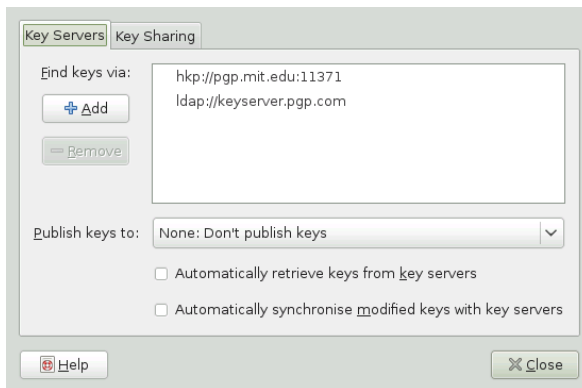 Key Servers Key Sharing
Find keys via:
hkp://pgp.mit.edu:11371
ldap://keyserver.pgp.com
Add
Remove
Publish keys to: None: Don't publish keys
Automatically retrieve keys from key servers
Automatically synchronise modified keys with key servers
Help Close